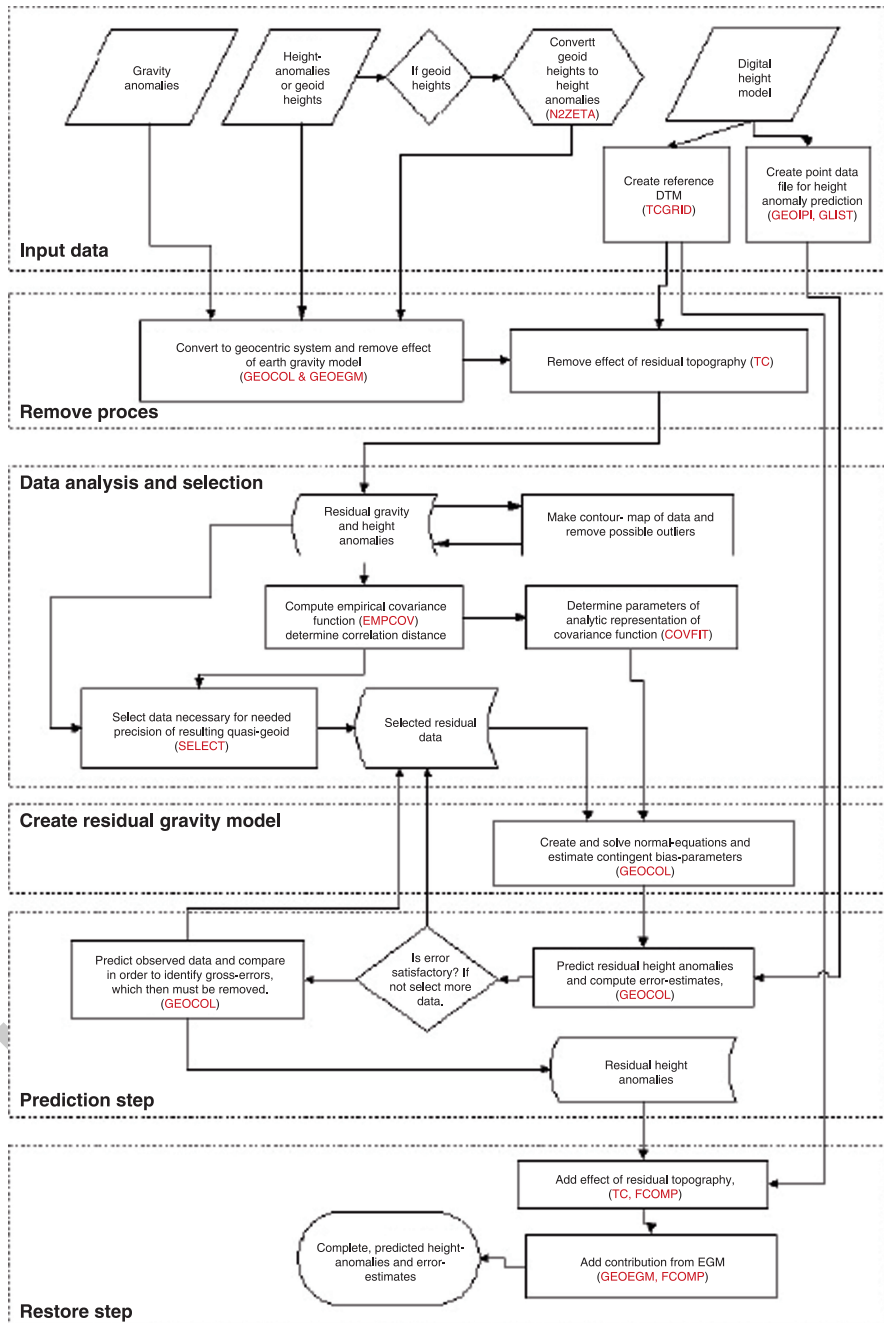 Gravity
anomalies
Height-
anomalies
or geoid
heights
If geoid
heights
Convertt
geoid
heights to
height
anomalies
(N2ZETA)
Digital
height
model
Create reference
DTM
(TCGRID)
Create point data
file for height
anomaly prediction
(GEOIPI, GLIST)
Input data
Convert to geocentric system and remove effect
of earth gravity model
(GEOCOL & GEOEGM)
Remove effect of residual topography (TC)
Remove proces
Data analysis and selection
Residual gravity
and height
anomalies
Make contour- map of data and
remove possible outliers
Compute empirical covariance
function (EMPCOV)
determine correlation distance
Determine parameters of
analytic representation of
covariance function (COVFIT)
Select data necessary for needed
precision of resulting quasi-geoid
(SELECT)
Selected residual
data
Create residual gravity model
Create and solve normal-equations and
estimate contingent bias-parameters
(GEOCOL)
Predict observed data and compare
in order to identify gross-errors,
which then must be removed.
(GEOCOL)
Is error
satisfactory? If
not select more
data.
Predict residual height anomalies
and compute error-estimates,
(GEOCOL)
Residual height
anomalies
Prediction step
Add effect of residual topography,
(TC, FCOMP)
Complete, predicted height-
anomalies and error-
estimates
Add contribution from EGM
(GEOEGM, FCOMP)
Restore step